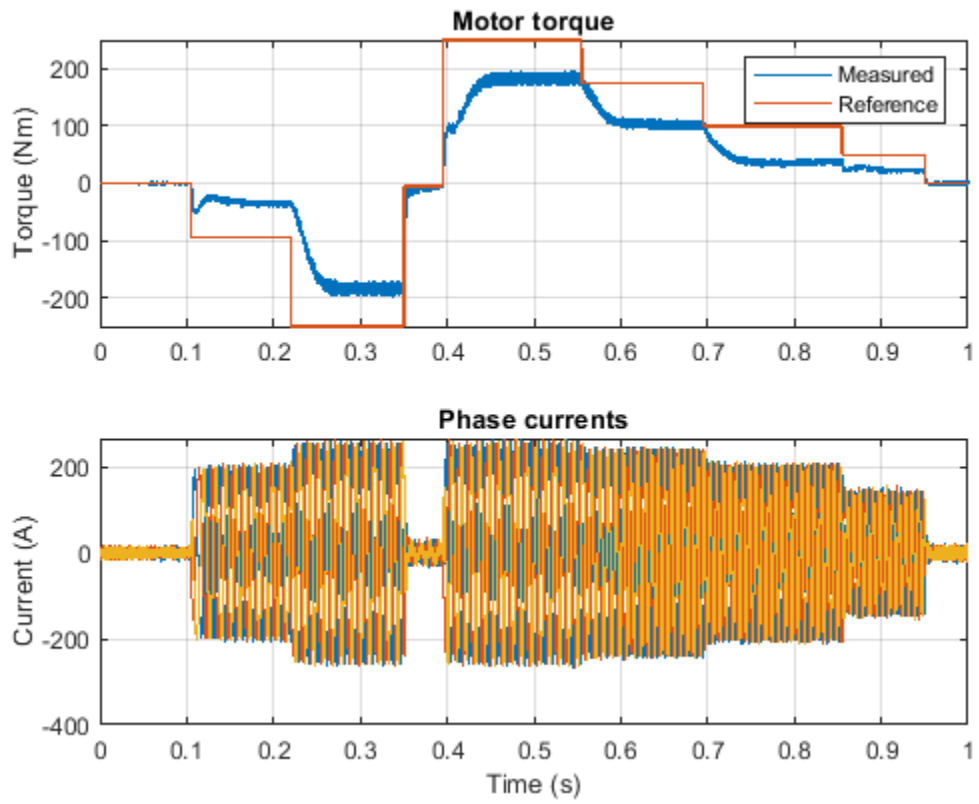 Motor torque
Torque (Nm)
200
100
0
-100
-200
Measured
Reference
0 0.1 0.2 0.3 0.4 0.5 0.6 0.7 0.8 0.9 1
Phase currents
Current (A)
200
0
-200
-400
0 0.1 0.2 0.3 0.4 0.5 0.6 0.7 0.8 0.9 1
Time (s)